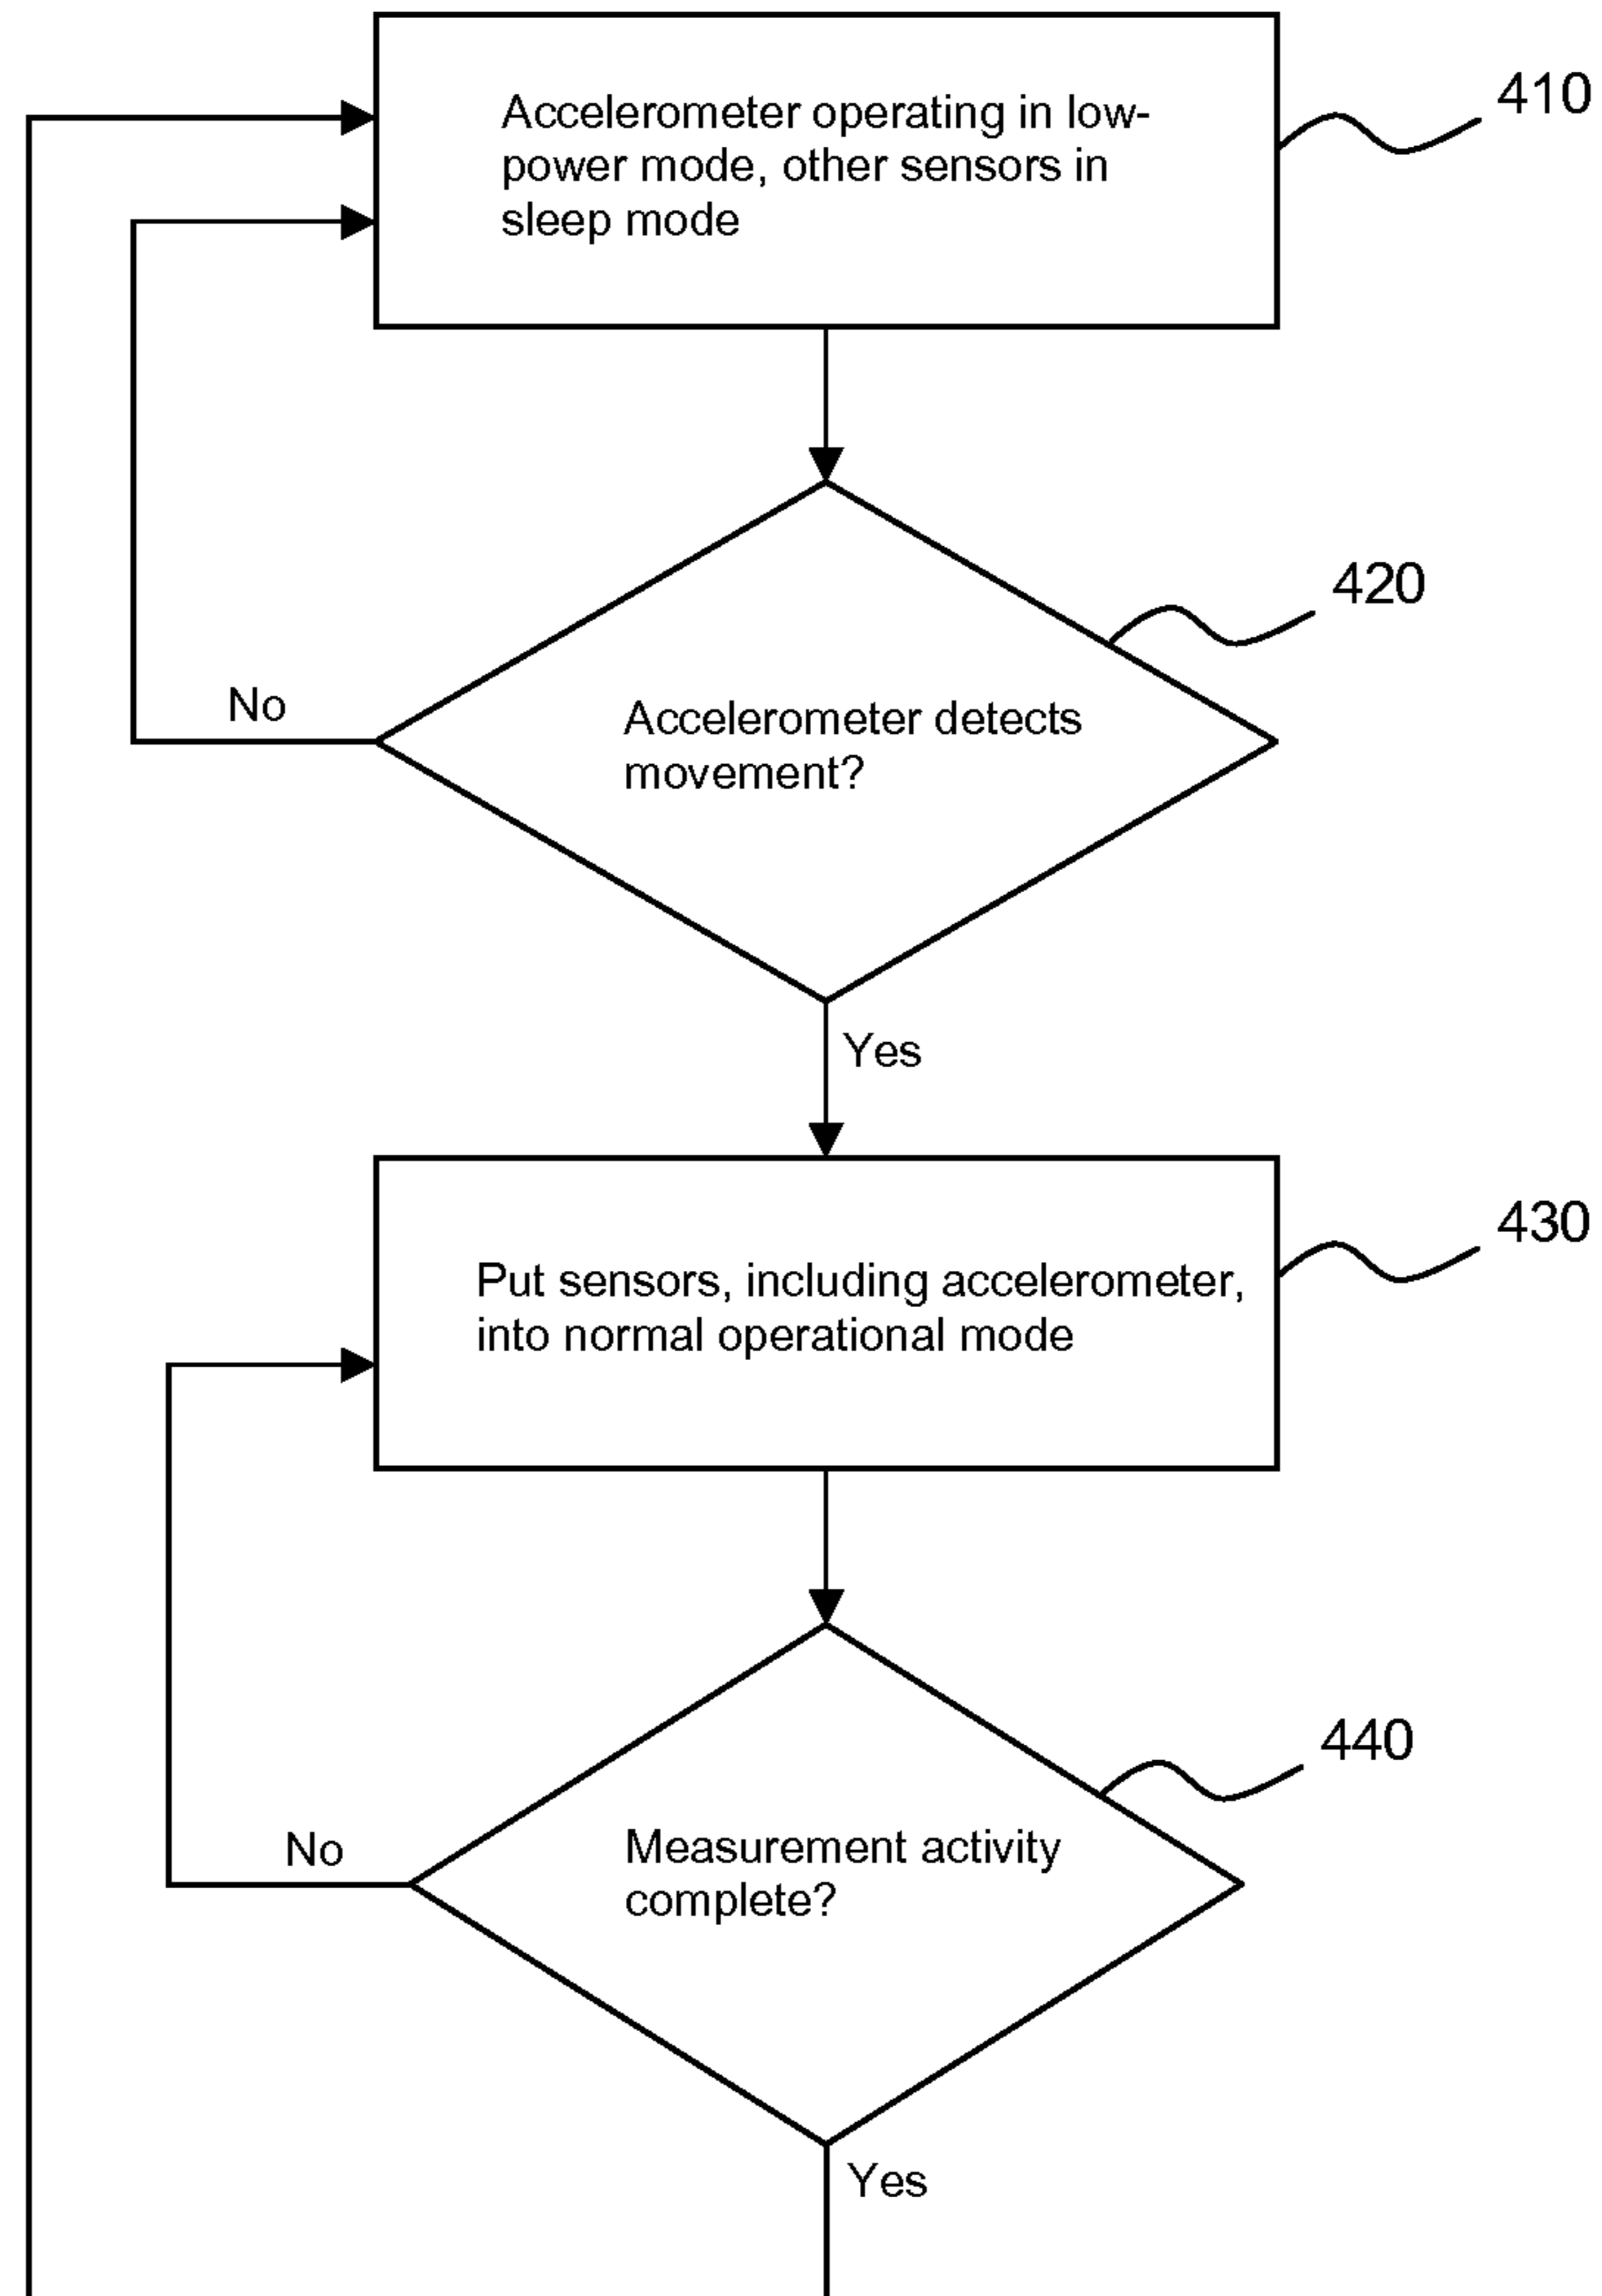 Accelerometer operating in low-
power mode, other sensors in
sleep mode
410
420
No
Accelerometer detects
movement?
Yes
430
Put sensors, including accelerometer,
into normal operational mode
440
No
Measurement activity
complete?
Yes